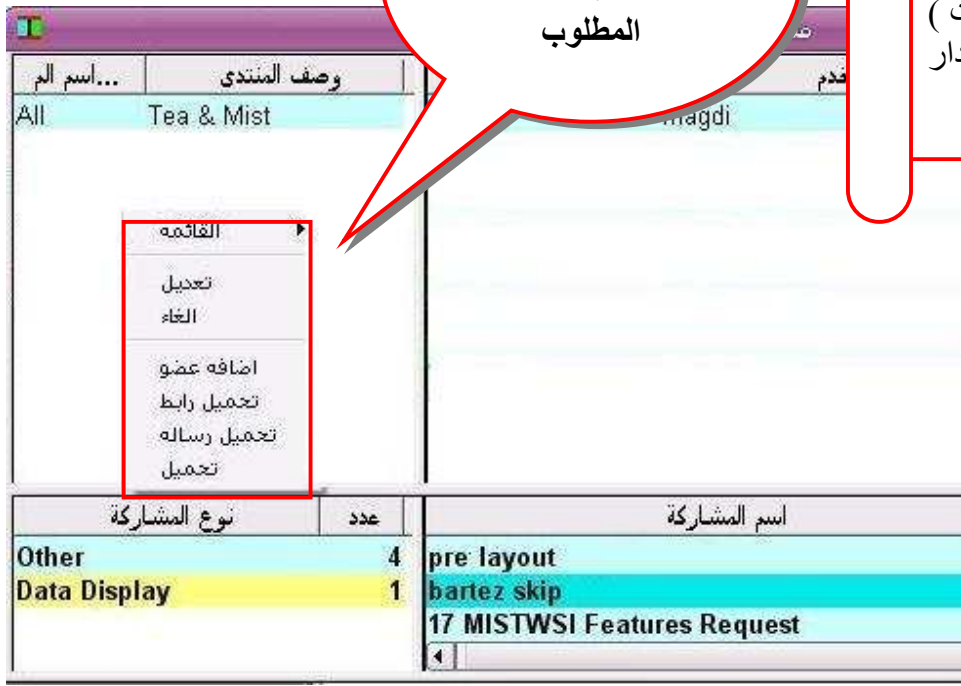 المطلوب
ت )
دار
اسم الم...
وصف المنتدى
All
Tea & Mist
magdi
القائمه
تعديل
الغاء
اضافه عضو
تحميل رابط
تحميل رساله
تحميل
نوع المشاركة
عدد
اسم المشاركة
Other 4
Data Display 1
pre layout
bartez skip
17 MISTWSI Features Request